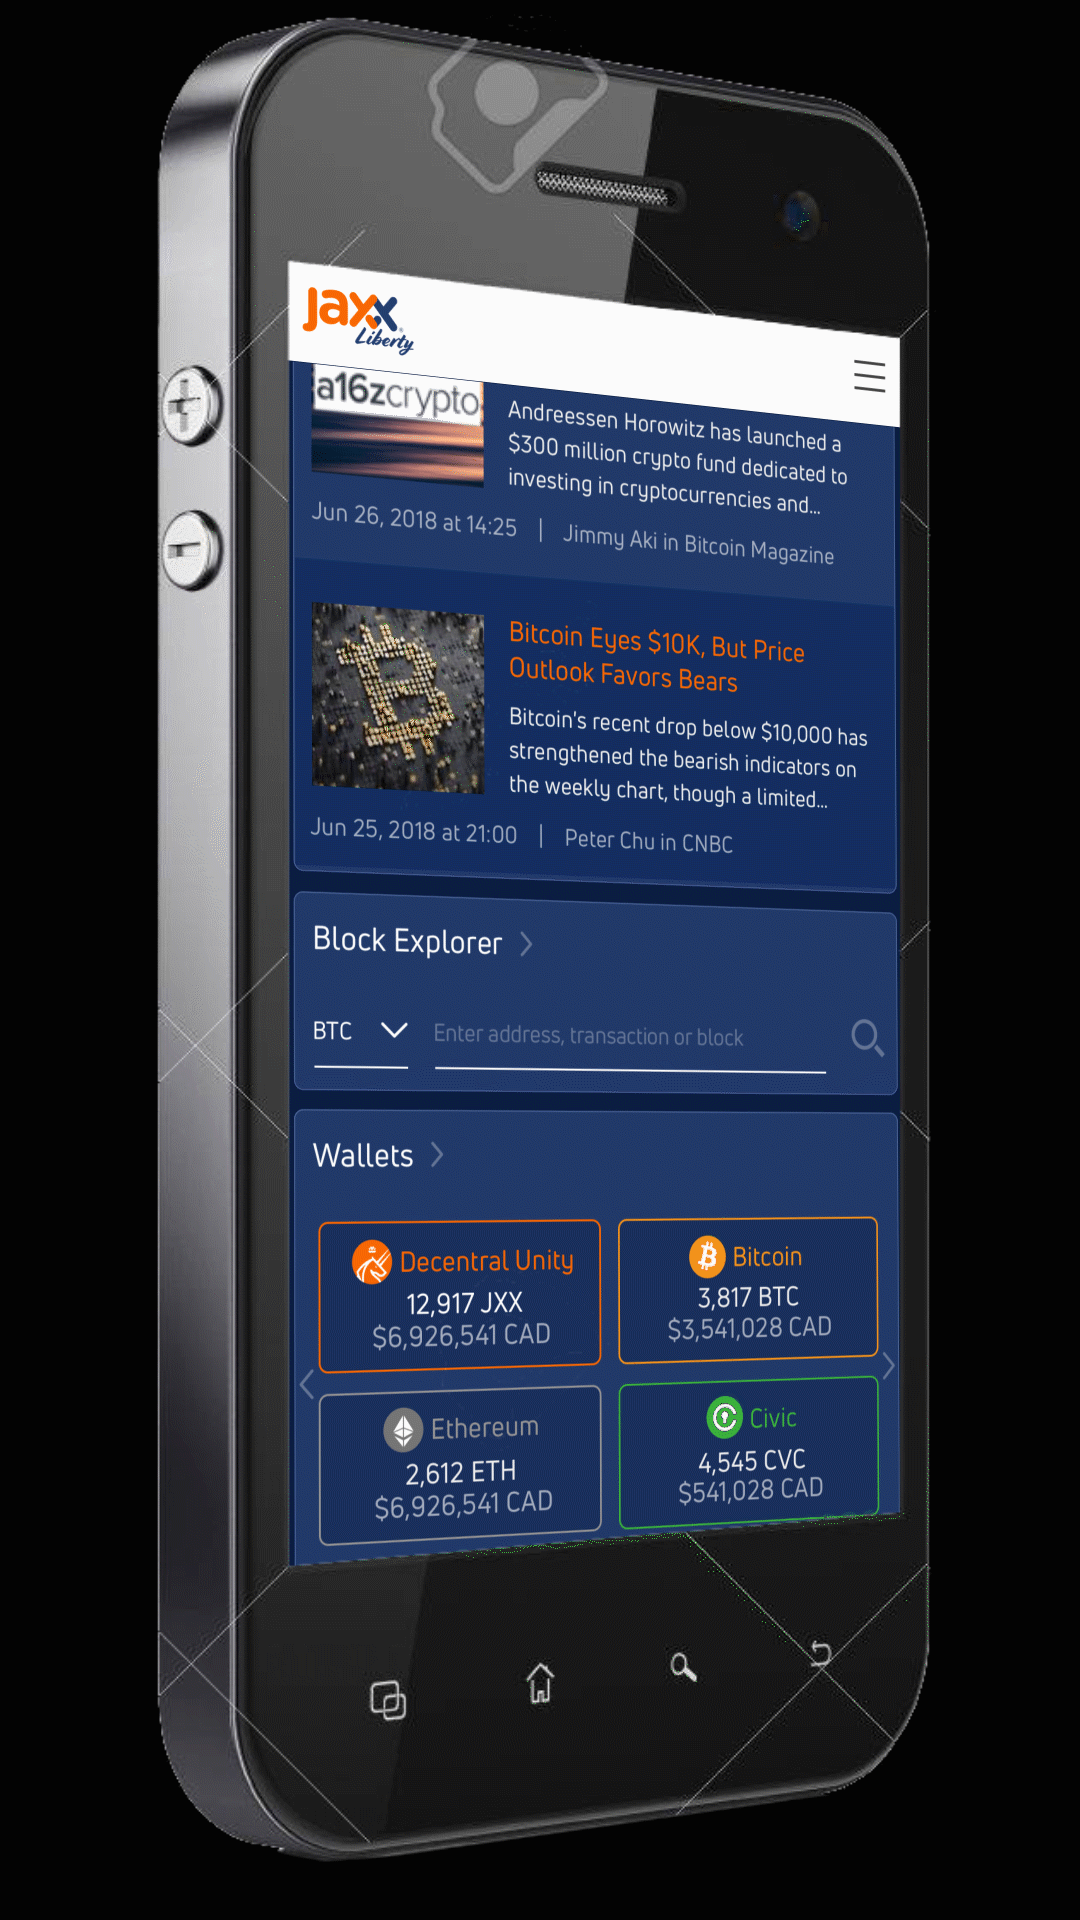 Jaxx
Liberty
a16zcrypto
Andreessen Horowitz has launched a
$300 million crypto fund dedicated to
investing in cryptocurrencies and...
Jun 26, 2018 at 14:25 | Jimmy Aki in Bitcoin Magazine
Bitcoin Eyes $10K, But Price
Outlook Favors Bears
Bitcoin's recent drop below $10,000 has
strengthened the bearish indicators on
the weekly chart, though a limited...
Jun 25, 2018 at 21:00 | Peter Chu in CNBC
Block Explorer
BTC
Enter address, transaction or block
Wallets
Decentral Unity
12,917 JXX
$6,926,541 CAD
Bitcoin
3,817 BTC
$3,541,028 CAD
Ethereum
2,612 ETH
$6,926,541 CAD
Civic
4,545 CVC
$541,028 CAD